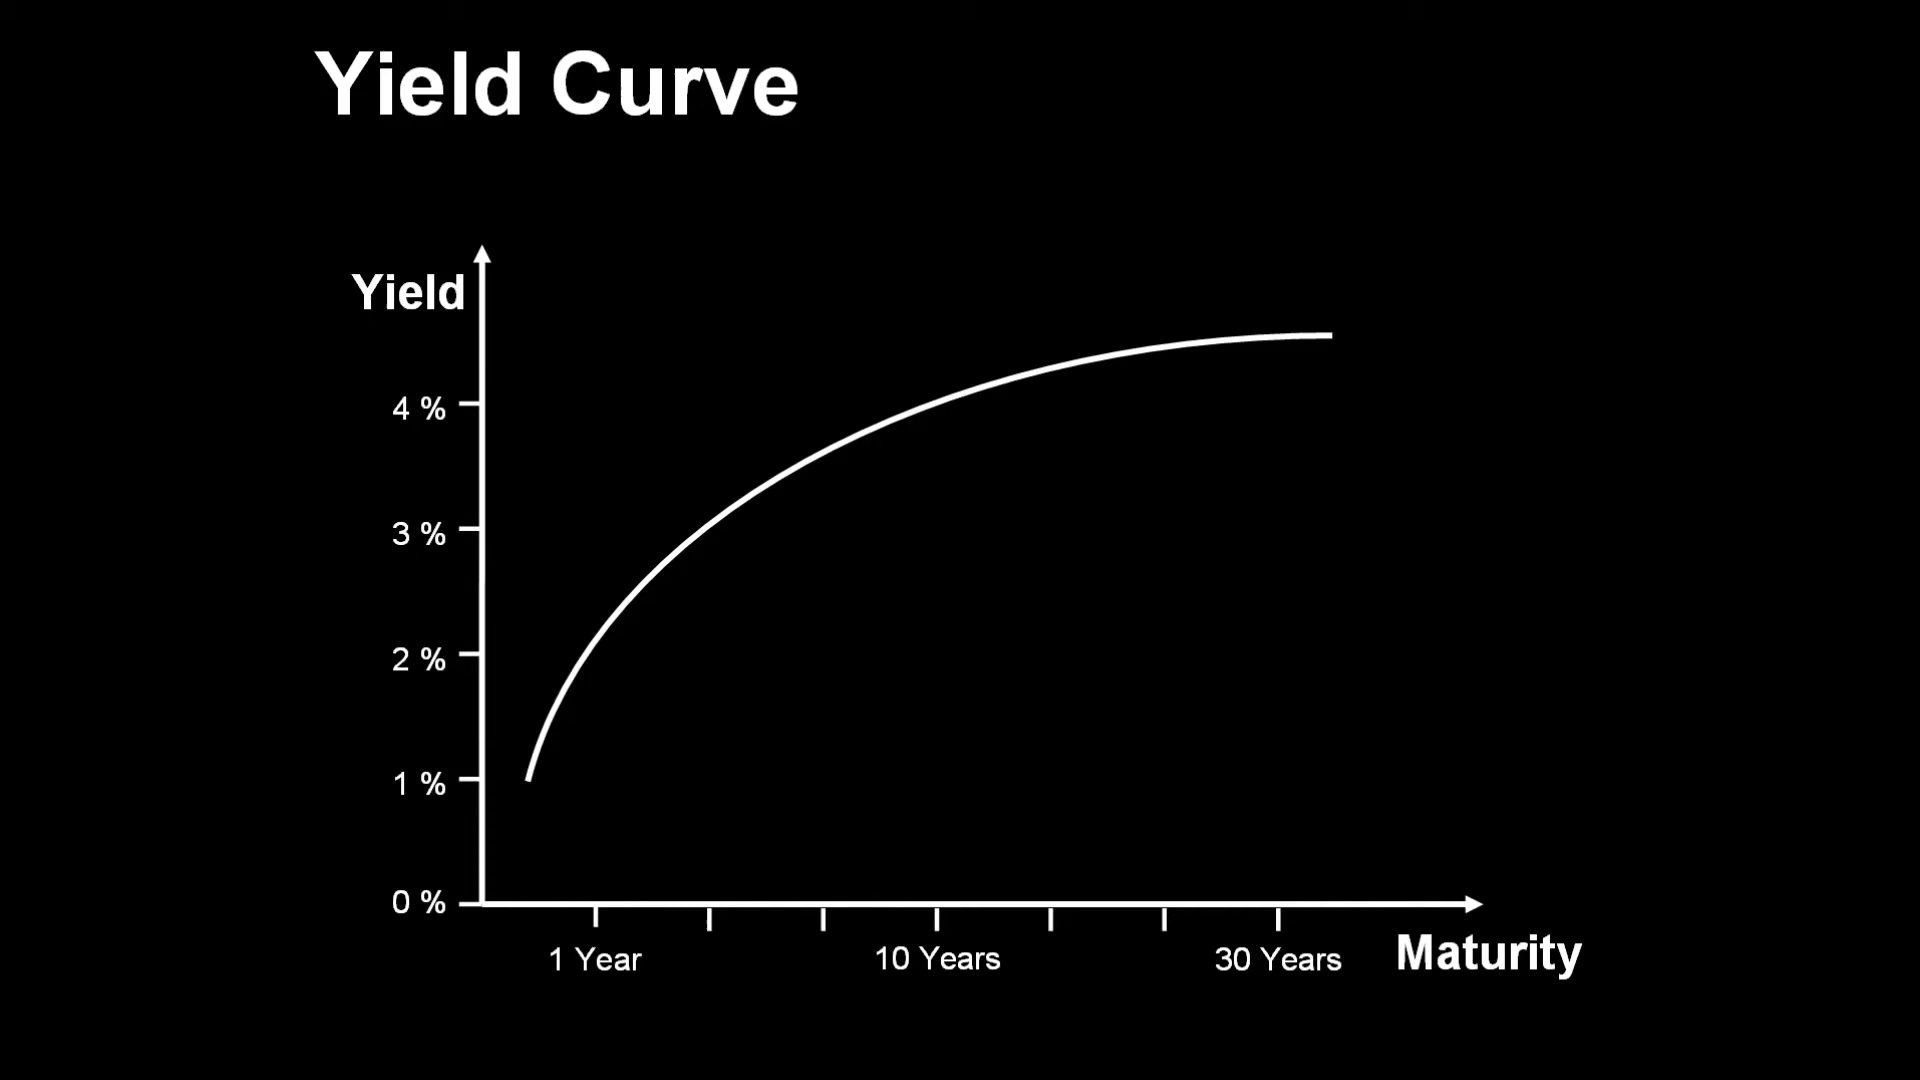 Yield Curve
Yield
4 %
3 %
2 %
1 %
0 %
1 Year
10 Years
30 Years
Maturity